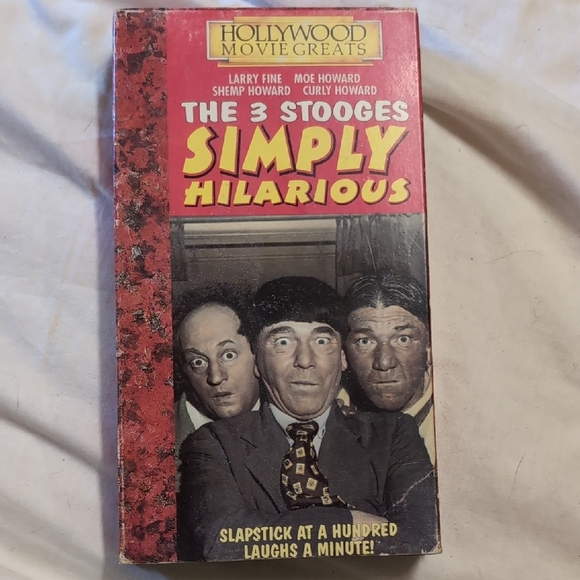 HOLLYWOOD
MOVIE GREATS
LARRY FINE MOE HOWARD
SHEMP HOWARD CURLY HOWARD
THE 3 STOOGES
SIMPLY
HILARIOUS
SLAPSTICK AT A HUNDRED
LAUGHS A MINUTE!